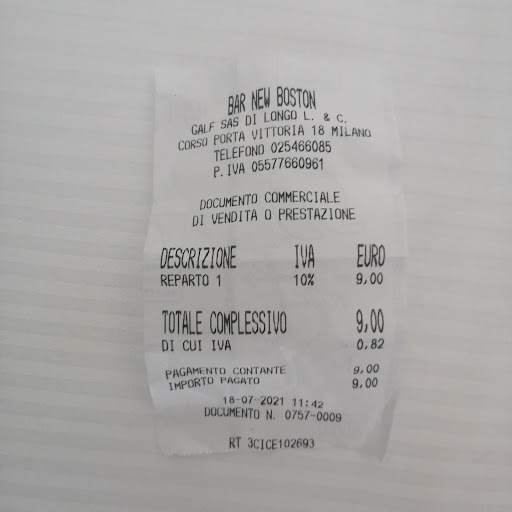 BAR NEW BOSTON
GALF SAS DI LONGO L. & C.
CORSO PORTA VITTORIA 18 MILANO
TELEFONO 025466085
P.IVA 05577660961
DOCUMENTO COMMERCIALE
DI VENDITA O PRESTAZIONE
DESCRIZIONE IVA EURO
REPARTO 1 10% 9,00
TOTALE COMPLESSIVO 9,00
DI CUI IVA 0,82
PAGAMENTO CONTANTE 9,00
IMPORTO PAGATO 9,00
18-07-2021 11:42
DOCUMENTO N. 0757-0009
RT 3CICE102693